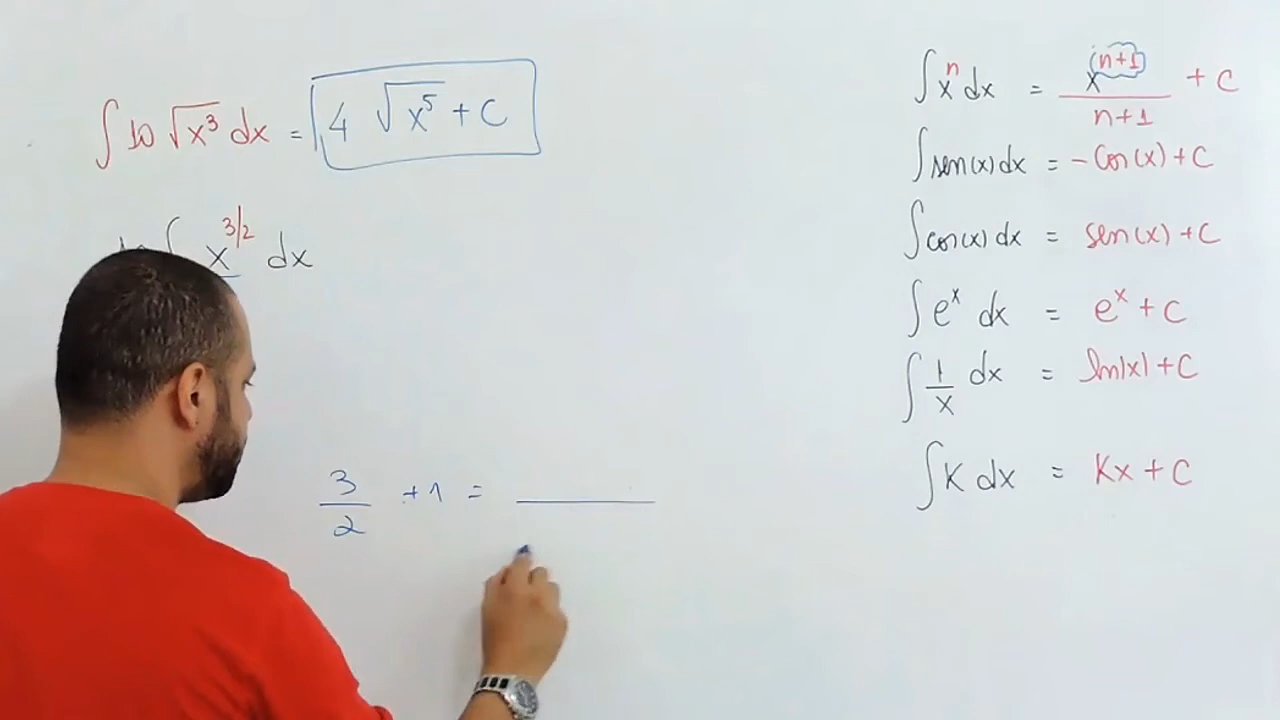 ∫ 10 √x³ dx = 4 √x⁵ + C
∫ x^(3/2) dx
3/2 + 1 =
∫ xⁿ dx = x^(n+1) / (n+1) + C
∫ sen(x) dx = - Cos(x) + C
∫ cos(x) dx = sen(x) + C
∫ eˣ dx = eˣ + C
∫ 1/x dx = ln|x| + C
∫ K dx = Kx + C